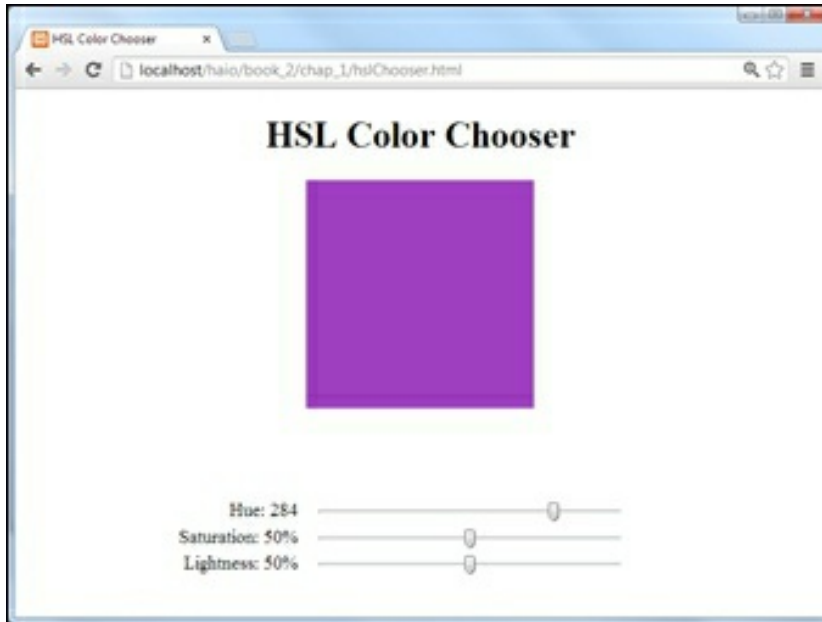 HSL Color Chooser
localhost/haio/book_2/chap_1/hslChooser.html
HSL Color Chooser
Hue: 284
Saturation: 50%
Lightness: 50%